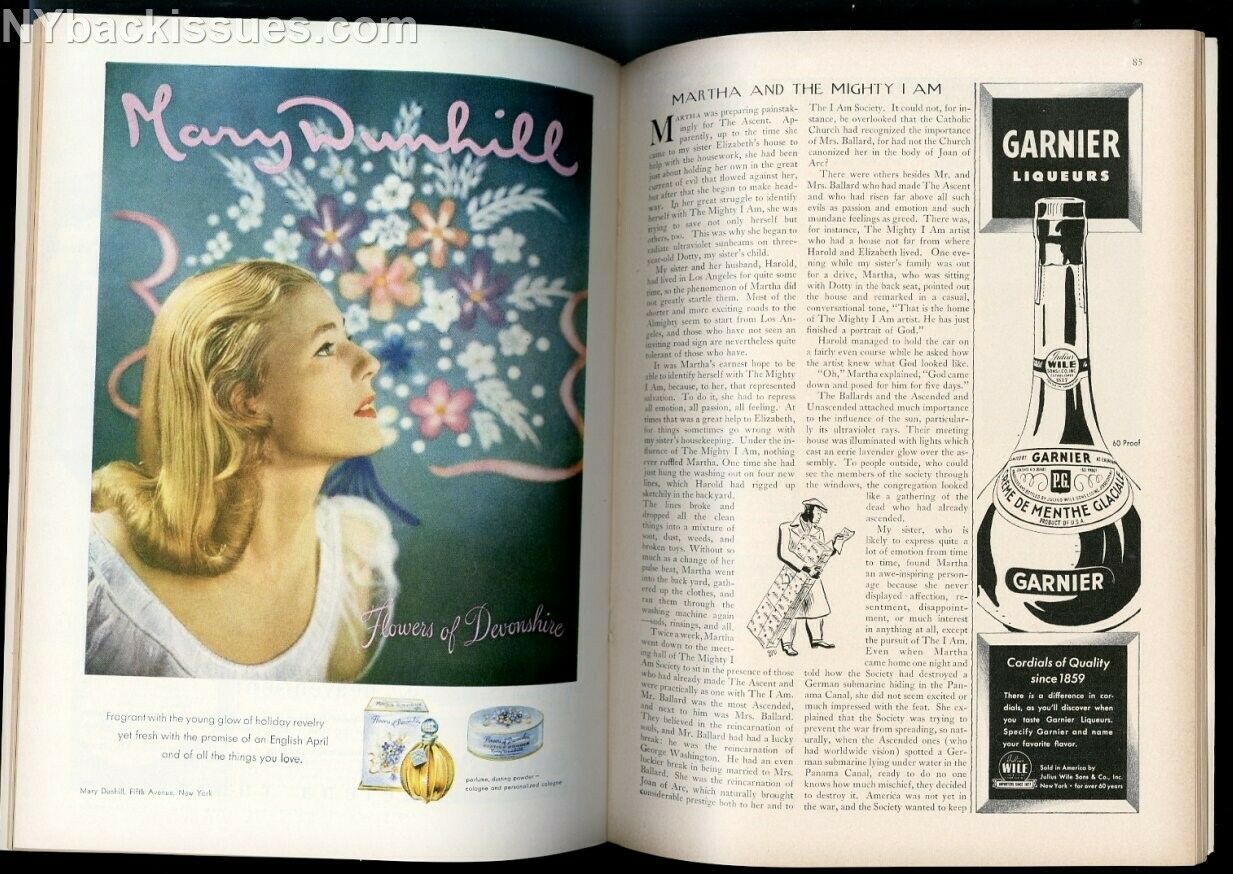 NYbackissues.com
Mary Dunhill
Flowers of Devonshire
Fragrant with the young glow of holiday revelry
yet fresh with the promise of an English April
and of all the things you love.
perfume, dusting powder —
cologne and personalized cologne
Mary Dunhill, Fifth Avenue, New York
85
MARTHA AND THE MIGHTY I AM
MARTHA was preparing painstak-
ingly for The Ascent. Ap-
parently, up to the time she
came to my sister Elizabeth's house to
help with the housework, she had been
just about holding her own in the great
current of evil that flowed against her,
but after that she began to make head-
way. In her great struggle to identify
herself with The Mighty I Am, she was
trying to save not only herself but
others, too. This was why she began to
radiate ultraviolet sunbeams on three-
year-old Dotty, my sister's child.
My sister and her husband, Harold,
had lived in Los Angeles for quite some
time, so the phenomenon of Martha did
not greatly startle them. Most of the
shorter and more exciting roads to the
Almighty seem to start from Los An-
geles, and those who have not seen an
inviting road sign are nevertheless quite
tolerant of those who have.
It was Martha's earnest hope to be
able to identify herself with The Mighty
I Am, because, to her, that represented
salvation. To do it, she had to repress
all emotion, all passion, all feeling. At
times that was a great help to Elizabeth,
for things sometimes go wrong with
my sister's housekeeping. Under the in-
fluence of The Mighty I Am, nothing
ever ruffled Martha. One time she had
just hung the washing out on four new
lines, which Harold had rigged up
sketchily in the back yard.
The lines broke and
dropped all the clean
things into a mixture of
soot, dust, weeds, and
broken toys. Without so
much as a change of her
pulse beat, Martha went
into the back yard, gath-
ered up the clothes, and
ran them through the
washing machine again
—suds, rinsings, and all.
Twice a week, Martha
went down to the meet-
ing hall of The Mighty I
Am Society to sit in the presence of those
who had already made The Ascent and
were practically as one with The I Am.
Mr. Ballard was the most Ascended,
and next to him was Mrs. Ballard.
They believed in the reincarnation of
souls, and Mr. Ballard had had a lucky
break: he was the reincarnation of
George Washington. He had an even
luckier break in being married to Mrs.
Ballard. She was the reincarnation of
Joan of Arc, which naturally brought
considerable prestige both to her and to
The I Am Society. It could not, for in-
stance, be overlooked that the Catholic
Church had recognized the importance
of Mrs. Ballard, for had not the Church
canonized her in the body of Joan of
Arc?
There were others besides Mr. and
Mrs. Ballard who had made The Ascent
and who had risen far above all such
evils as passion and emotion and such
mundane feelings as greed. There was,
for instance, The Mighty I Am artist
who had a house not far from where
Harold and Elizabeth lived. One eve-
ning while my sister's family was out
for a drive, Martha, who was sitting
with Dotty in the back seat, pointed out
the house and remarked in a casual,
conversational tone, "That is the home
of The Mighty I Am artist. He has just
finished a portrait of God."
Harold managed to hold the car on
a fairly even course while he asked how
the artist knew what God looked like.
"Oh," Martha explained, "God came
down and posed for him for five days."
The Ballards and the Ascended and
Unascended attached much importance
to the influence of the sun, particular-
ly its ultraviolet rays. Their meeting
house was illuminated with lights which
cast an eerie lavender glow over the as-
sembly. To people outside, who could
see the members of the society through
the windows, the congregation looked
like a gathering of the
dead who had already
ascended.
My sister, who is
likely to express quite a
lot of emotion from time
to time, found Martha
an awe-inspiring person-
age because she never
displayed affection, re-
sentment, disappoint-
ment, or much interest
in anything at all, except
the pursuit of The I Am.
Even when Martha
came home one night and
told how the Society had destroyed a
German submarine hiding in the Pan-
ama Canal, she did not seem excited or
much impressed with the feat. She ex-
plained that the Society was trying to
prevent the war from spreading, so nat-
urally, when the Ascended ones (who
had worldwide vision) spotted a Ger-
man submarine lying under water in the
Panama Canal, ready to do no one
knows how much mischief, they decided
to destroy it. America was not yet in
the war, and the Society wanted to keep
GARNIER
LIQUEURS
Julius
WILE
SONS & CO., INC.
60 Proof
GARNIER
P.G.
CREME DE MENTHE GLACIALE
PRODUCT OF U.S.A.
GARNIER
Cordials of Quality
since 1859
There is a difference in cor-
dials, as you'll discover when
you taste Garnier Liqueurs.
Specify Garnier and name
your favorite flavor.
Julius
WILE
Sold in America by
Julius Wile Sons & Co., Inc.
New York • for over 60 years